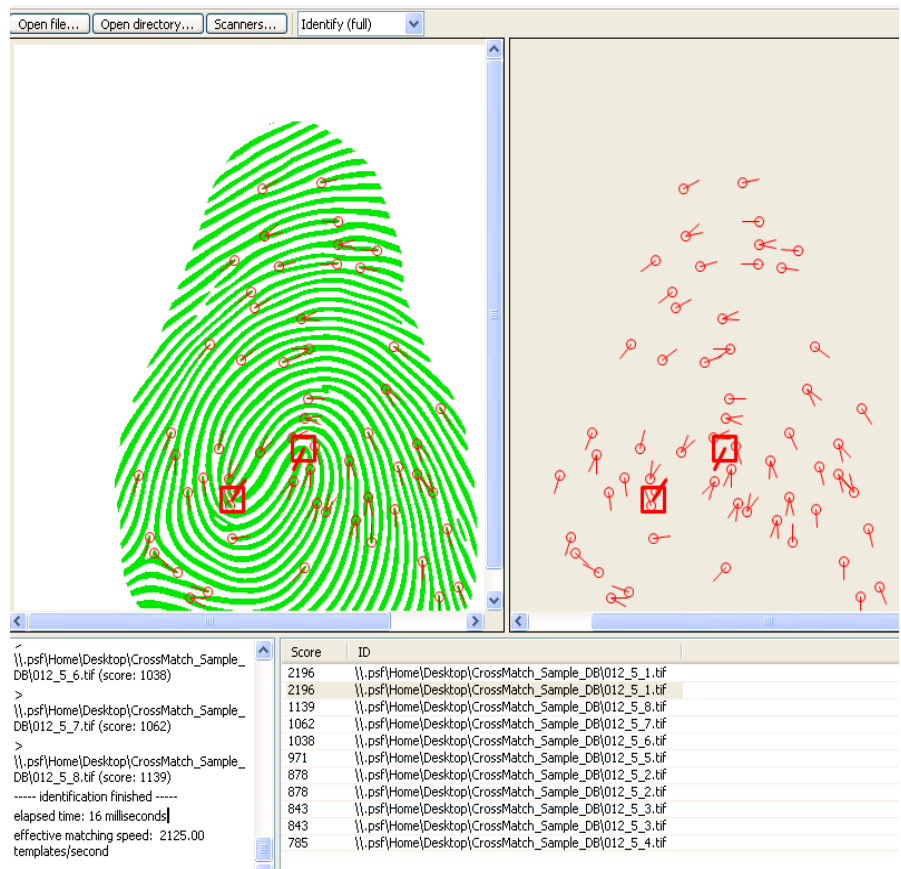 Open file... Open directory... Scanners... Identify (full)
\\.psf\Home\Desktop\CrossMatch_Sample_
DB\012_5_6.tif (score: 1038)
>
\\.psf\Home\Desktop\CrossMatch_Sample_
DB\012_5_7.tif (score: 1062)
>
\\.psf\Home\Desktop\CrossMatch_Sample_
DB\012_5_8.tif (score: 1139)
----- identification finished -----
elapsed time: 16 milliseconds
effective matching speed: 2125.00
templates/second
Score ID
2196 \\.psf\Home\Desktop\CrossMatch_Sample_DB\012_5_1.tif
2196 \\.psf\Home\Desktop\CrossMatch_Sample_DB\012_5_1.tif
1139 \\.psf\Home\Desktop\CrossMatch_Sample_DB\012_5_8.tif
1062 \\.psf\Home\Desktop\CrossMatch_Sample_DB\012_5_7.tif
1038 \\.psf\Home\Desktop\CrossMatch_Sample_DB\012_5_6.tif
971 \\.psf\Home\Desktop\CrossMatch_Sample_DB\012_5_5.tif
878 \\.psf\Home\Desktop\CrossMatch_Sample_DB\012_5_2.tif
878 \\.psf\Home\Desktop\CrossMatch_Sample_DB\012_5_2.tif
843 \\.psf\Home\Desktop\CrossMatch_Sample_DB\012_5_3.tif
843 \\.psf\Home\Desktop\CrossMatch_Sample_DB\012_5_3.tif
785 \\.psf\Home\Desktop\CrossMatch_Sample_DB\012_5_4.tif